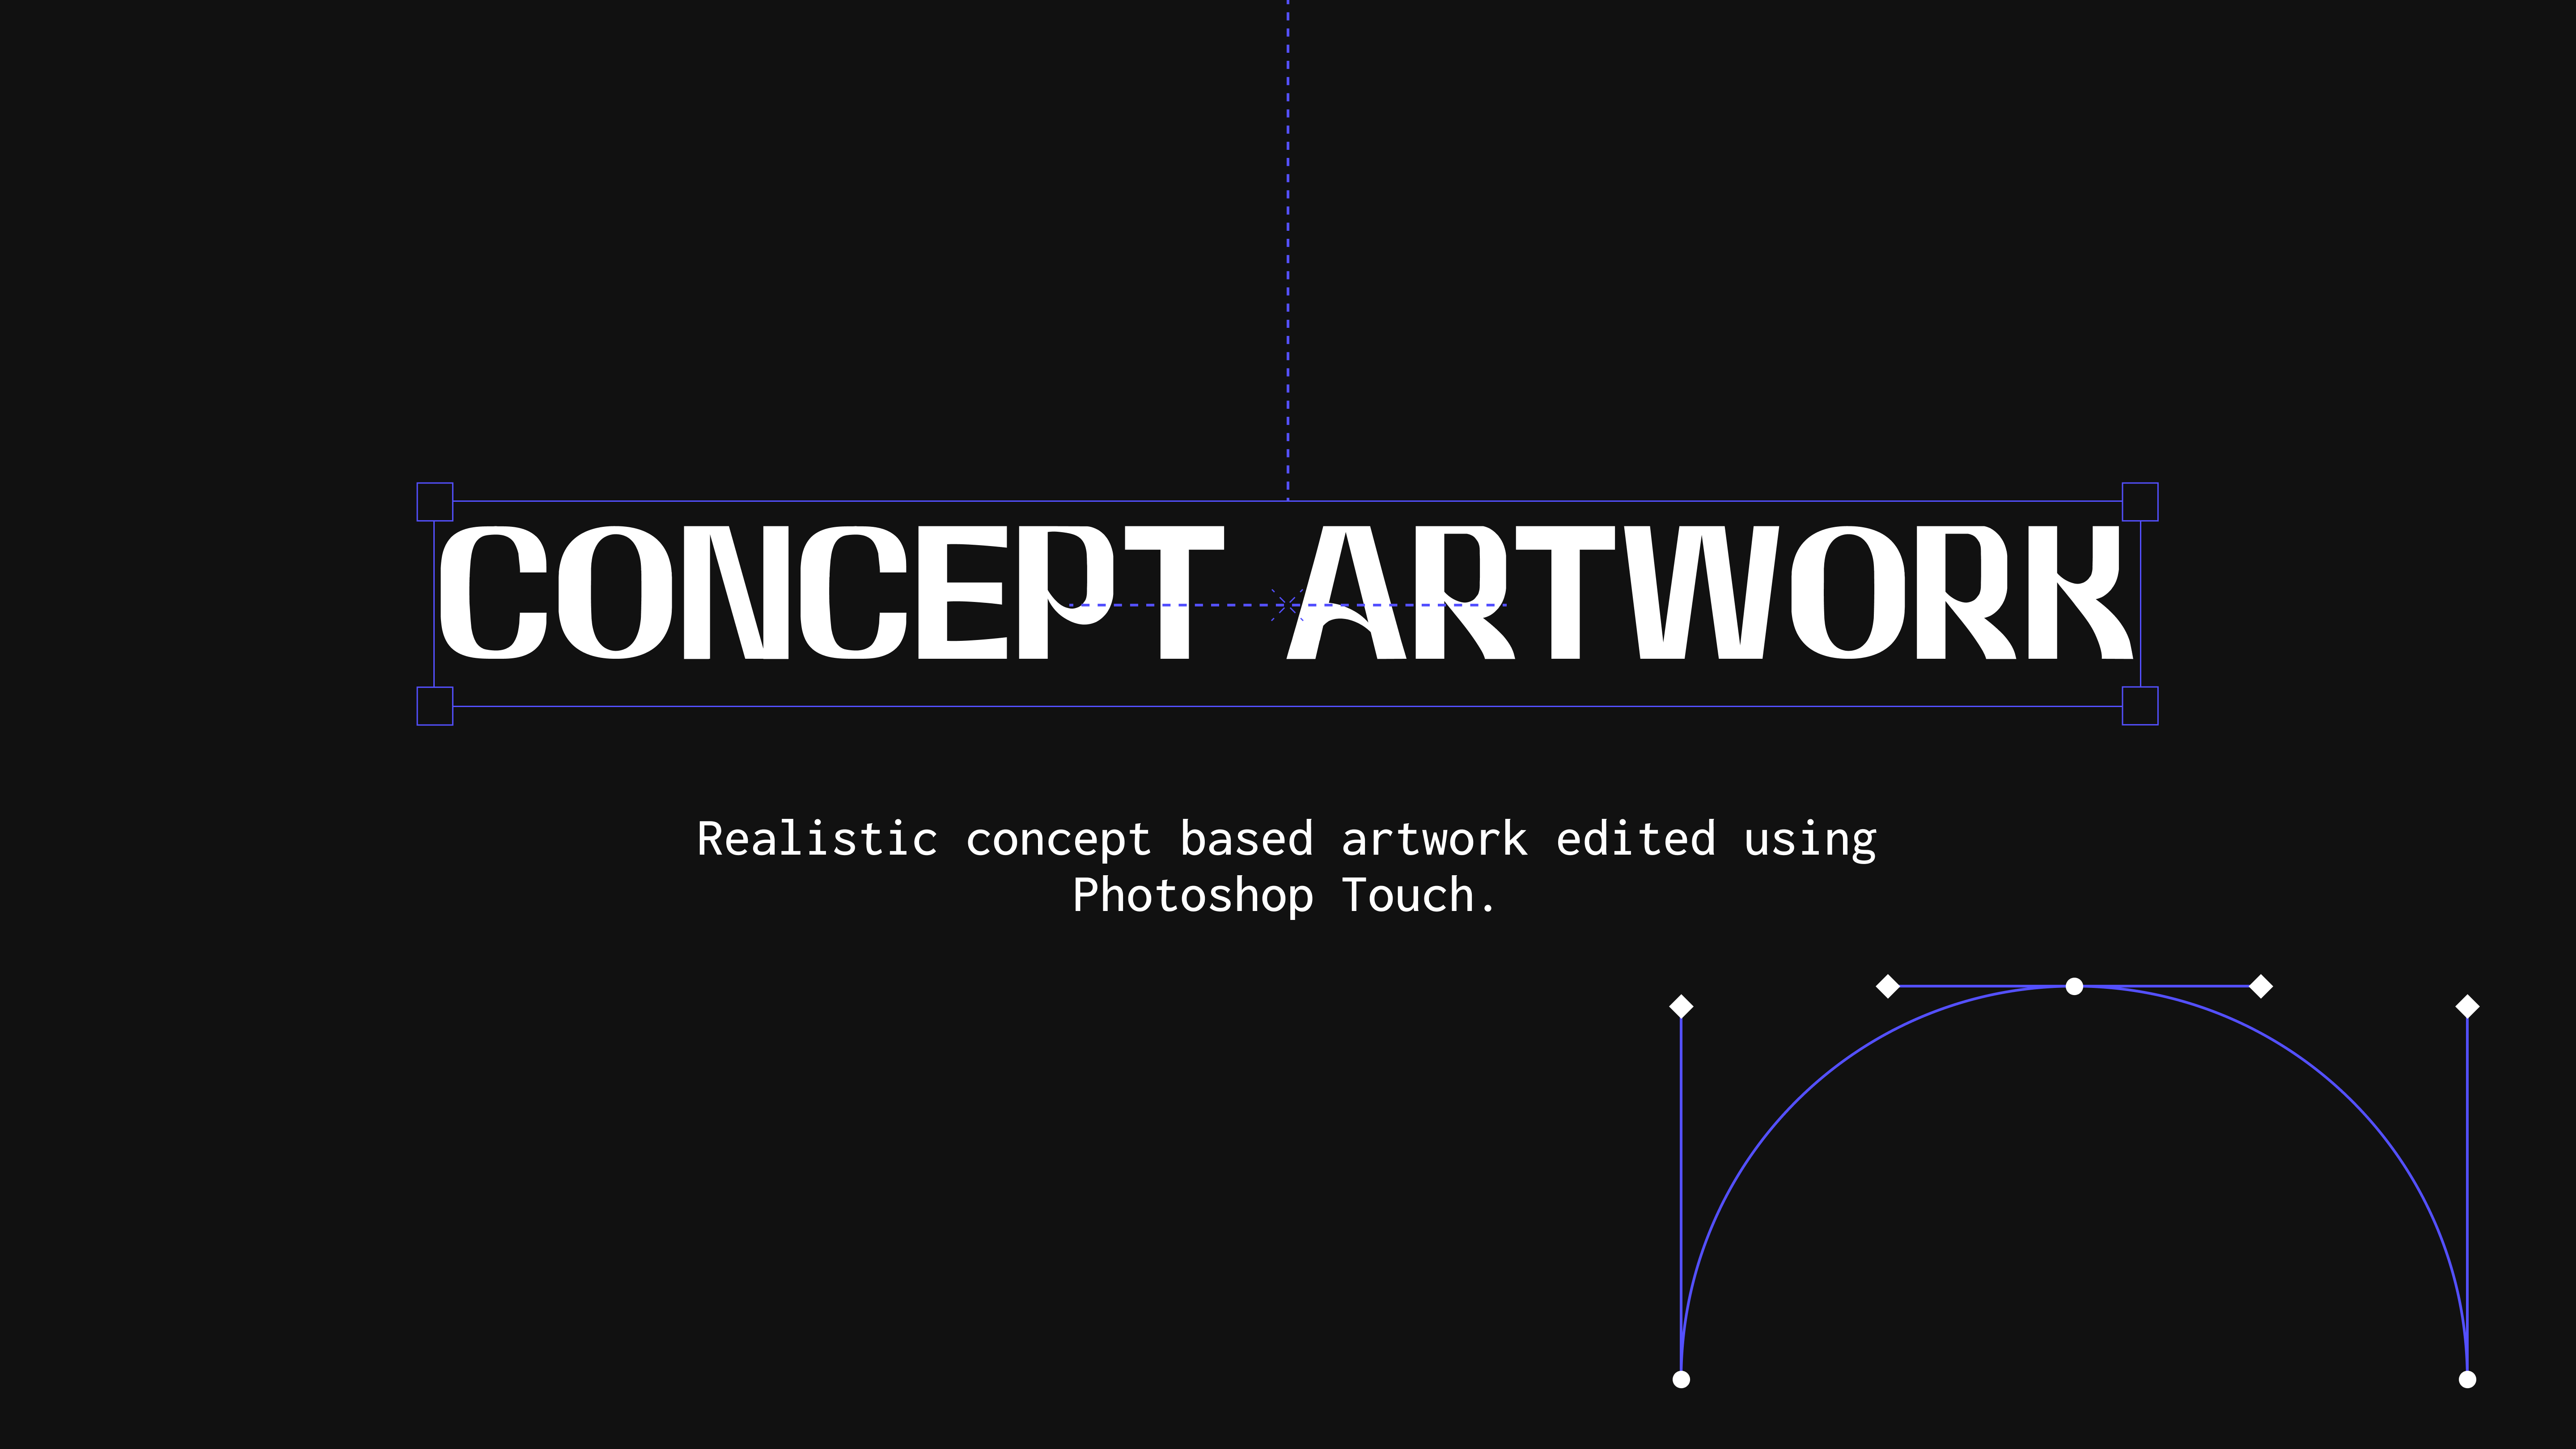 CONCEPT ARTWORK
Realistic concept based artwork edited using
Photoshop Touch.